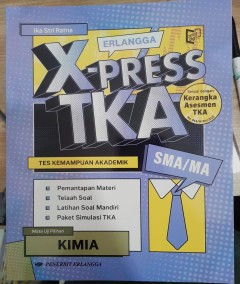 Ika Sitri Ratna
ERLANGGA
X-PRESS
TKA
Sesuai dengan
Kerangka
Asesmen
TKA
TES KEMAMPUAN AKADEMIK
SMA/MA
Pemantapan Materi
Telaah Soal
Latihan Soal Mandiri
Paket Simulasi TKA
Mata Uji Pilihan
KIMIA
PENERBIT ERLANGGA